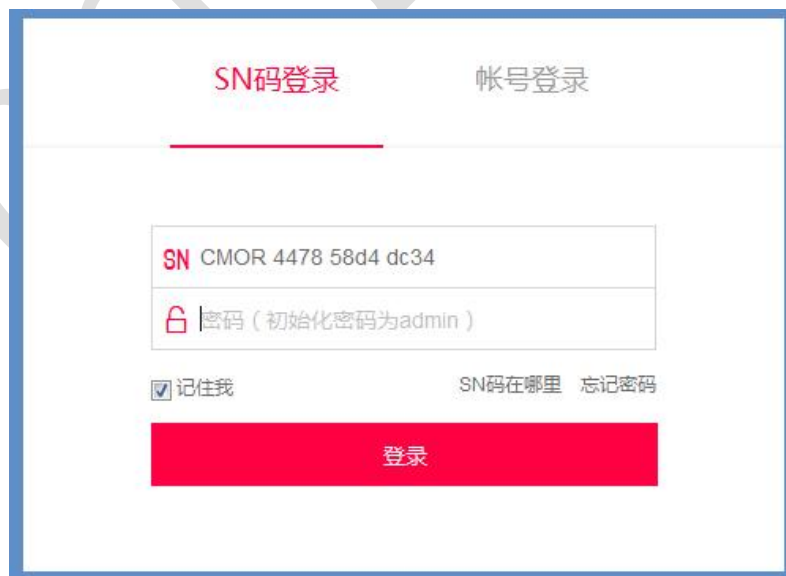 SN码登录 帐号登录
SN CMOR 4478 58d4 dc34
密码（初始化密码为admin）
记住我 SN码在哪里 忘记密码
登录